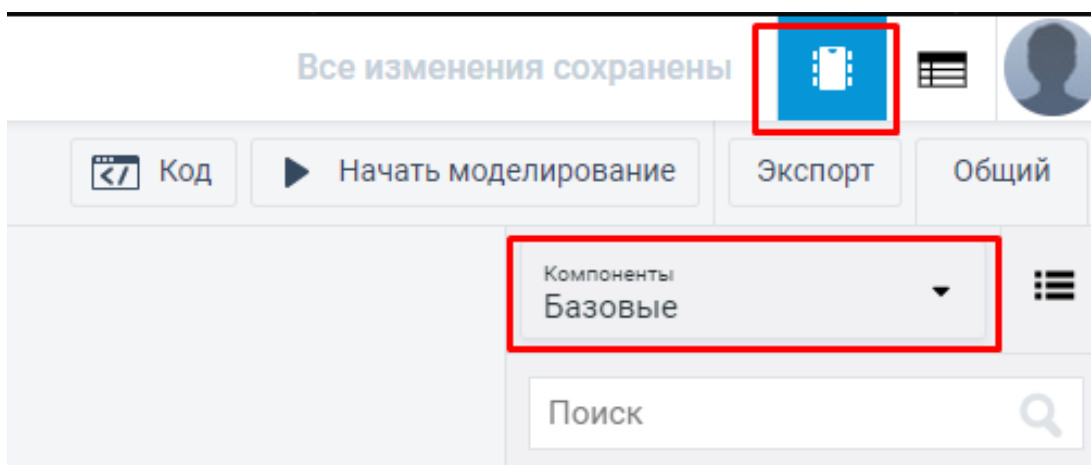 Все изменения сохранены
Код
Начать моделирование
Экспорт
Общий
Компоненты
Базовые
Поиск